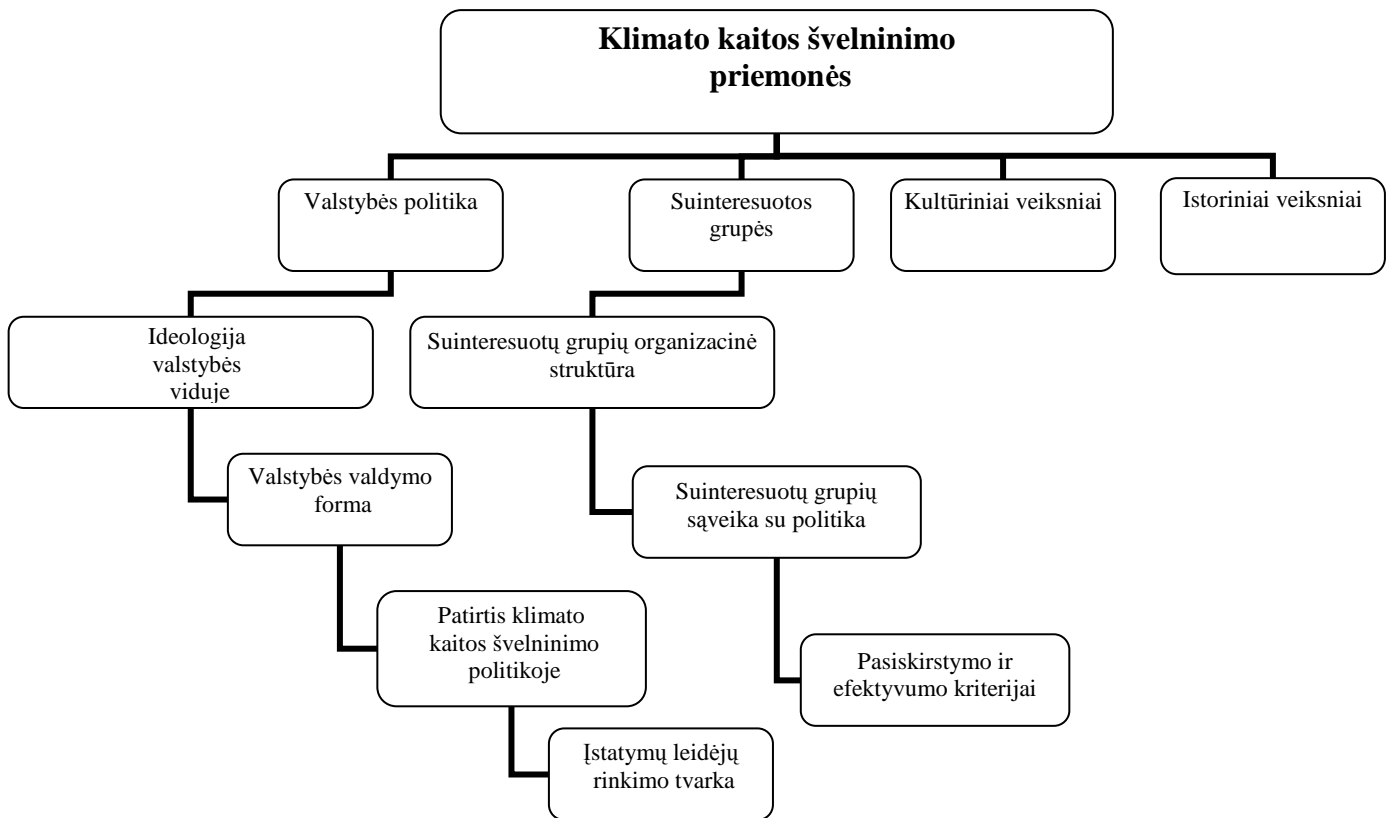 Klimato kaitos švelninimo
priemonės
Valstybės politika
Suinteresuotos
grupės
Kultūriniai veiksniai
Istoriniai veiksniai
Ideologija
valstybės
viduje
Suinteresuotų grupių organizacinė
struktūra
Valstybės valdymo
forma
Suinteresuotų grupių
sąveika su politika
Patirtis klimato
kaitos švelninimo
politikoje
Pasiskirstymo ir
efektyvumo kriterijai
Įstatymų leidėjų
rinkimo tvarka